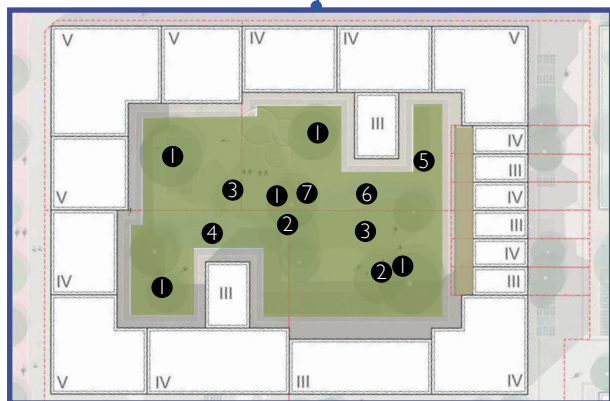 V V IV IV V
III
IV
1 1
5 III
V
3 1 7 6 IV
2 3 III
4
2 1 IV
IV III 1 III
V IV III IV